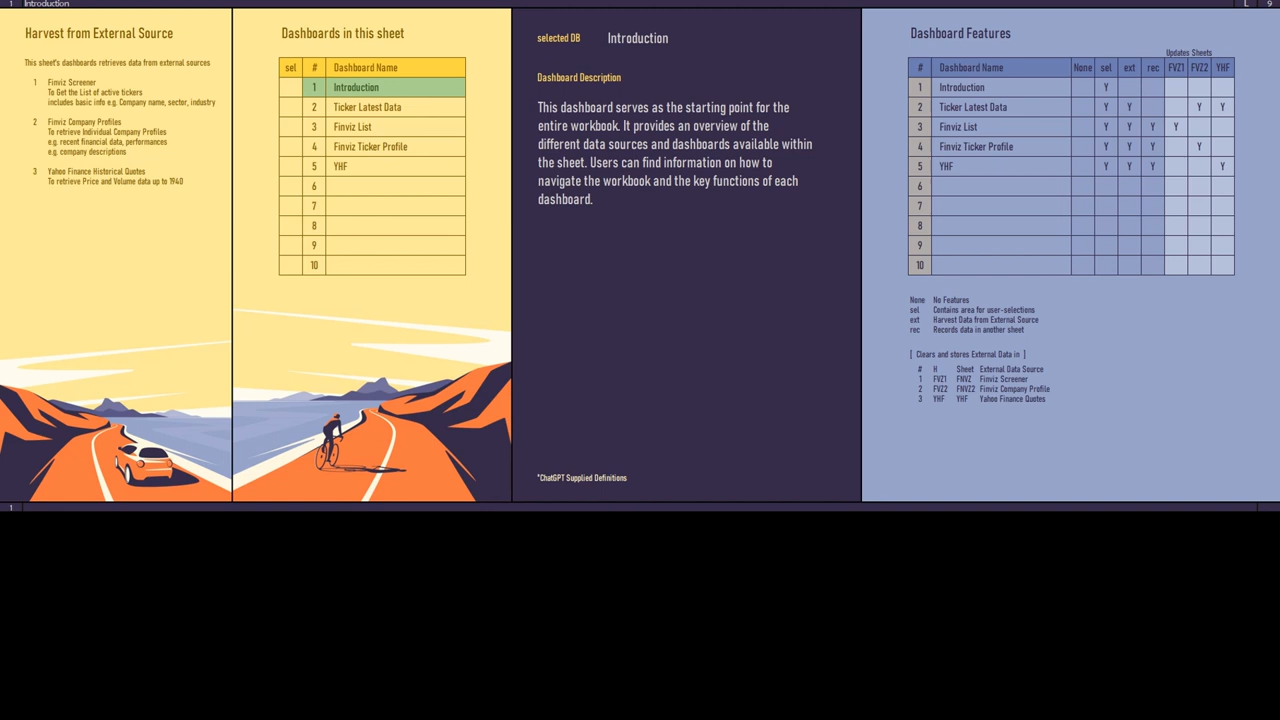 1 Introduction L 9
Harvest from External Source
This sheet's dashboards retrieves data from external sources
1 Finviz Screener
To Get the List of active tickers
includes basic info e.g. Company name, sector, industry
2 Finviz Company Profiles
To retrieve Individual Company Profiles
e.g. recent financial data, performances
e.g. company descriptions
3 Yahoo Finance Historical Quotes
To retrieve Price and Volume data up to 1940
Dashboards in this sheet
sel # Dashboard Name
1 Introduction
2 Ticker Latest Data
3 Finviz List
4 Finviz Ticker Profile
5 YHF
6
7
8
9
10
selected DB Introduction
Dashboard Description
This dashboard serves as the starting point for the
entire workbook. It provides an overview of the
different data sources and dashboards available within
the sheet. Users can find information on how to
navigate the workbook and the key functions of each
dashboard.
*ChatGPT Supplied Definitions
Dashboard Features
Updates Sheets
# Dashboard Name None sel ext rec FVZ1 FVZ2 YHF
1 Introduction Y
2 Ticker Latest Data Y Y Y Y
3 Finviz List Y Y Y Y
4 Finviz Ticker Profile Y Y Y Y
5 YHF Y Y Y Y
6
7
8
9
10
None No Features
sel Contains area for user-selections
ext Harvest Data from External Source
rec Records data in another sheet
[ Clears and stores External Data in ]
# H Sheet External Data Source
1 FVZ1 FNVZ Finviz Screener
2 FVZ2 FNVZ2 Finviz Company Profile
3 YHF YHF Yahoo Finance Quotes
1